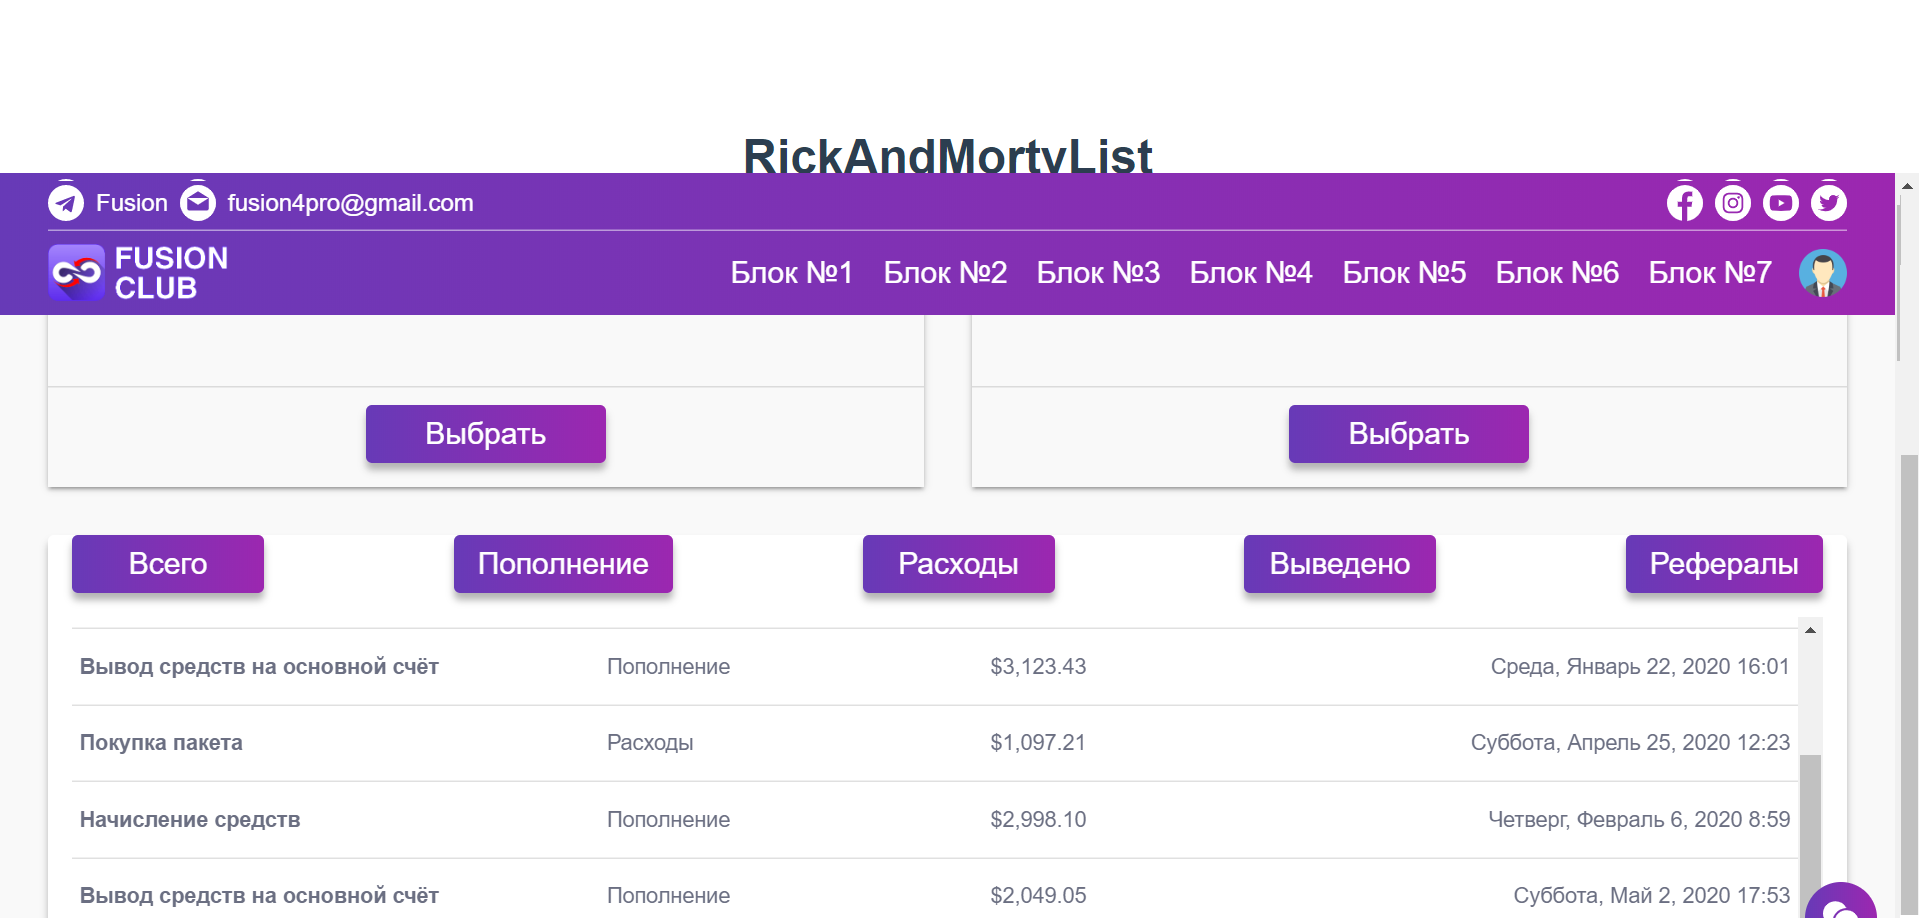 RickAndMortyList
Fusion fusion4pro@gmail.com
FUSION
CLUB
Блок №1 Блок №2 Блок №3 Блок №4 Блок №5 Блок №6 Блок №7
Выбрать Выбрать
Всего Пополнение Расходы Выведено Рефералы
Вывод средств на основной счёт Пополнение $3,123.43 Среда, Январь 22, 2020 16:01
Покупка пакета Расходы $1,097.21 Суббота, Апрель 25, 2020 12:23
Начисление средств Пополнение $2,998.10 Четверг, Февраль 6, 2020 8:59
Вывод средств на основной счёт Пополнение $2,049.05 Суббота, Май 2, 2020 17:53